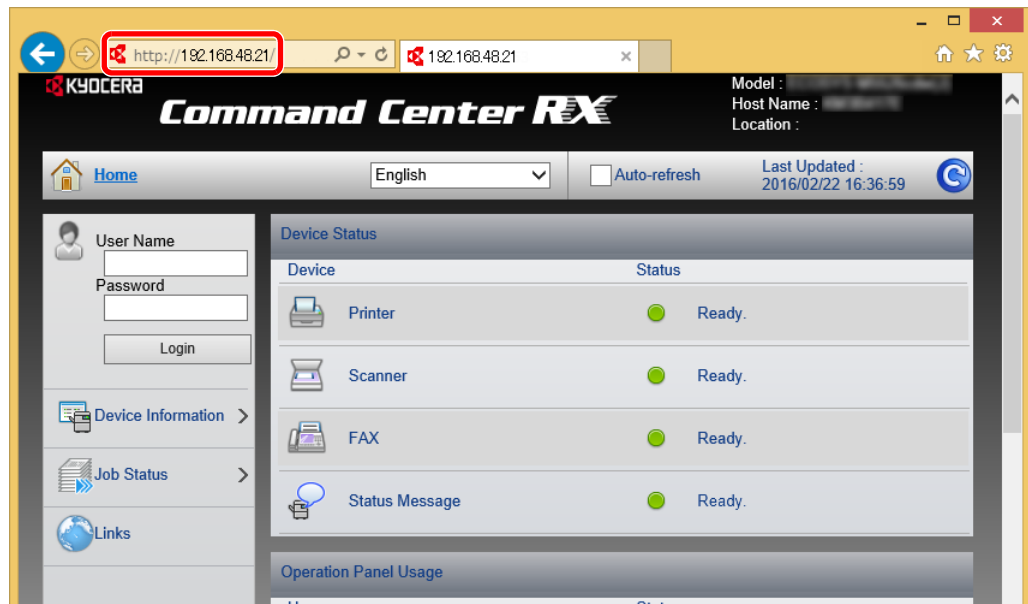 http://192.168.48.21/
192.168.48.21
KYOCERA
Command Center RX
Model :
Host Name :
Location :
Home
English
Auto-refresh
Last Updated :
2016/02/22 16:36:59
User Name
Password
Login
Device Information
Job Status
Links
Device Status
Device Status
Printer Ready.
Scanner Ready.
FAX Ready.
Status Message Ready.
Operation Panel Usage